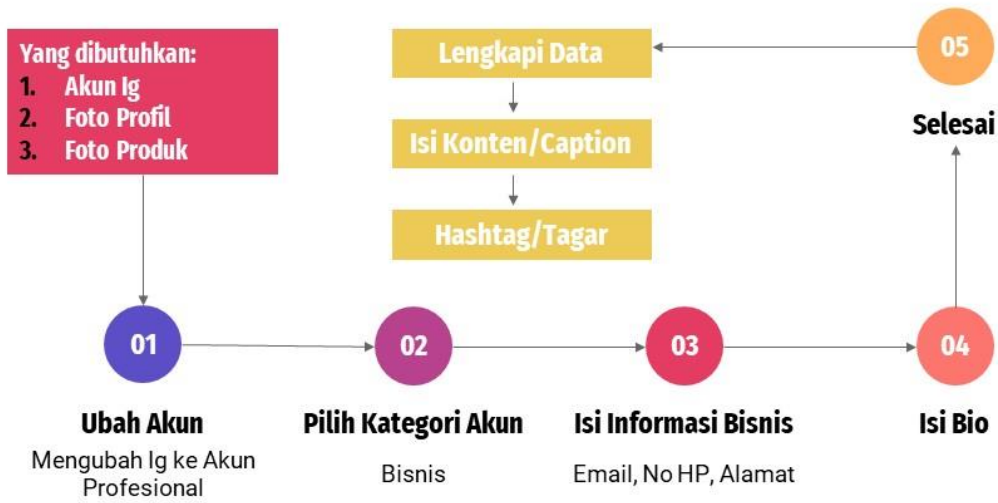 Yang dibutuhkan:
1. Akun Ig
2. Foto Profil
3. Foto Produk
Lengkapi Data
Isi Konten/Caption
Hashtag/Tagar
05
Selesai
01
Ubah Akun
Mengubah Ig ke Akun
Profesional
02
Pilih Kategori Akun
Bisnis
03
Isi Informasi Bisnis
Email, No HP, Alamat
04
Isi Bio